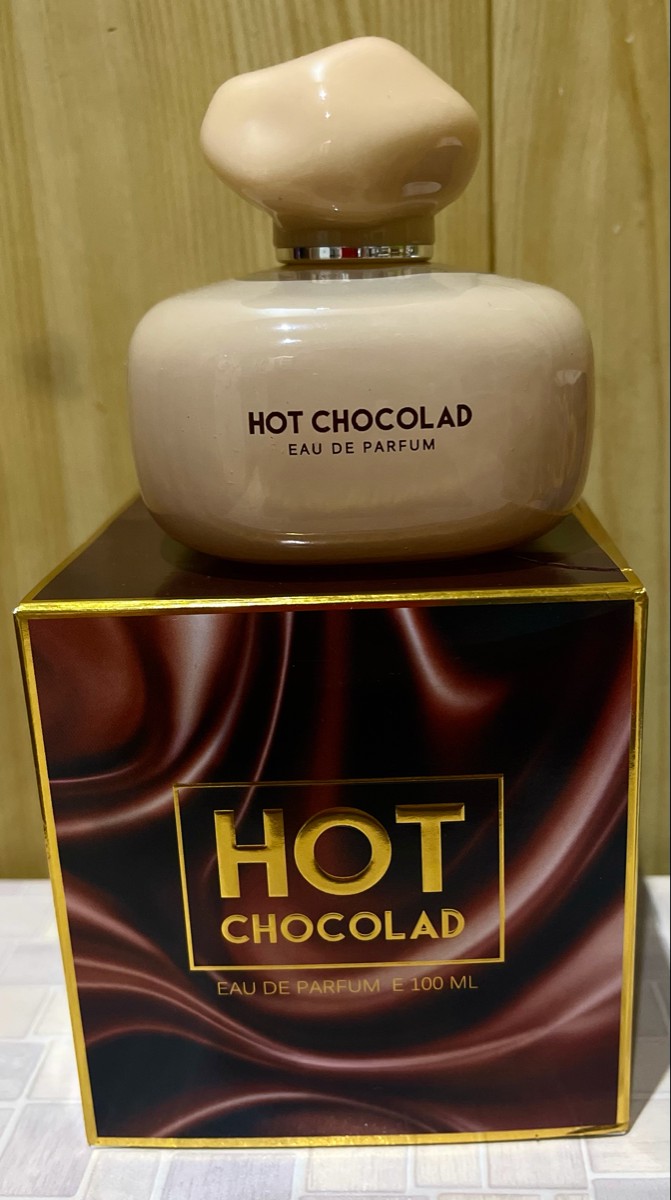 HOT CHOCOLAD
EAU DE PARFUM
HOT
CHOCOLAD
EAU DE PARFUM E 100 ML